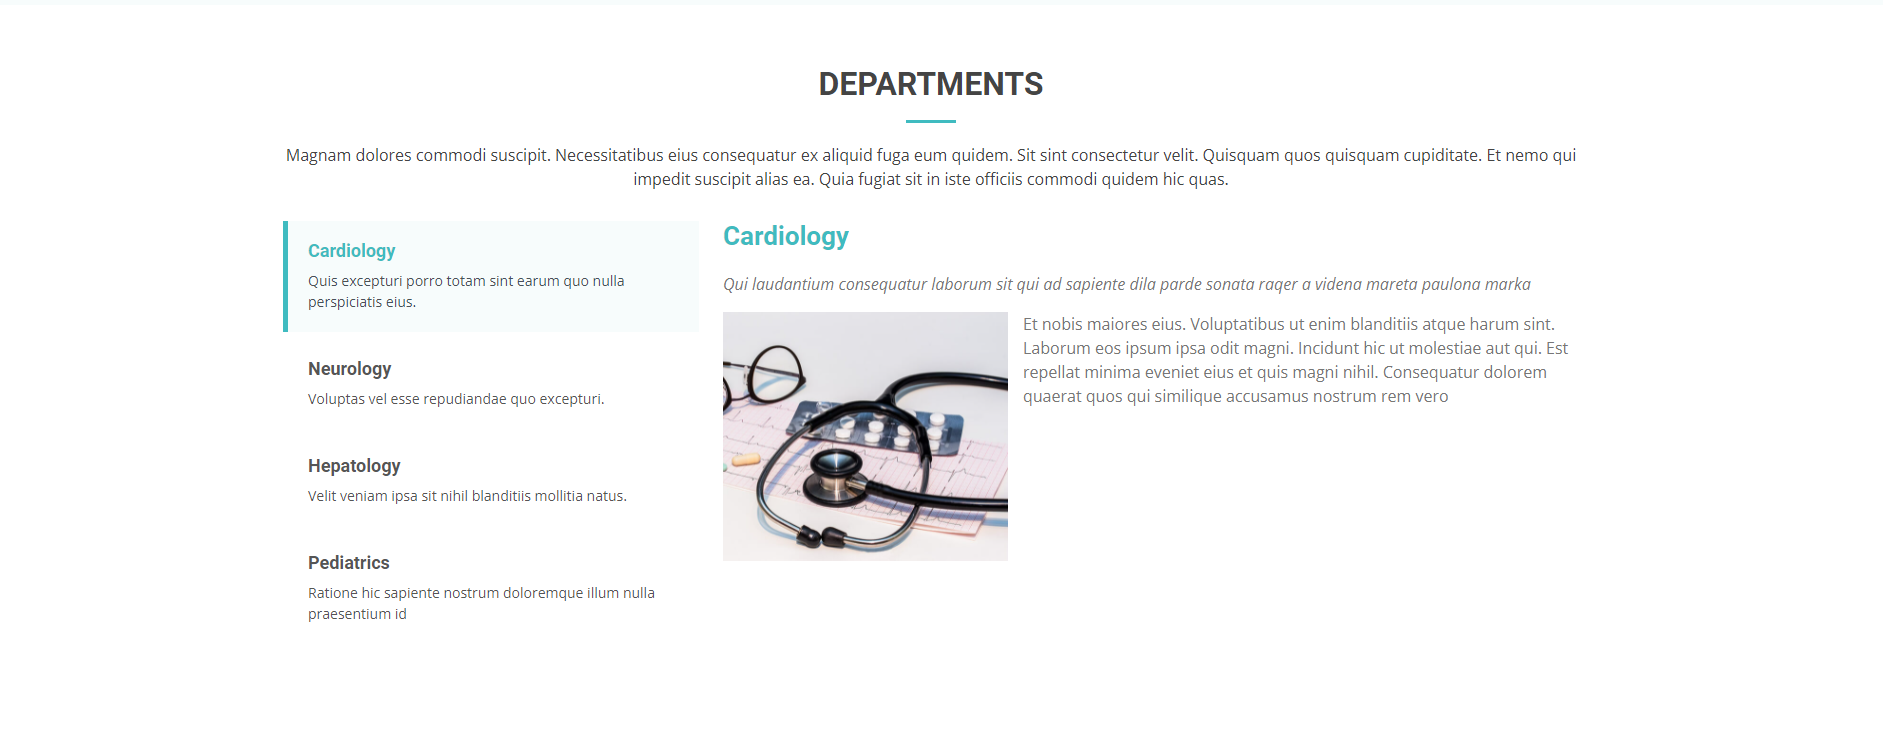 DEPARTMENTS
Magnam dolores commodi suscipit. Necessitatibus eius consequatur ex aliquid fuga eum quidem. Sit sint consectetur velit. Quisquam quos quisquam cupiditate. Et nemo qui
impedit suscipit alias ea. Quia fugiat sit in iste officiis commodi quidem hic quas.
Cardiology
Quis excepturi porro totam sint earum quo nulla
perspiciatis eius.
Neurology
Voluptas vel esse repudiandae quo excepturi.
Hepatology
Velit veniam ipsa sit nihil blanditiis mollitia natus.
Pediatrics
Ratione hic sapiente nostrum doloremque illum nulla
praesentium id
Cardiology
Qui laudantium consequatur laborum sit qui ad sapiente dila parde sonata raqer a videna mareta paulona marka
Et nobis maiores eius. Voluptatibus ut enim blanditiis atque harum sint.
Laborum eos ipsum ipsa odit magni. Incidunt hic ut molestiae aut qui. Est
repellat minima eveniet eius et quis magni nihil. Consequatur dolorem
quaerat quos qui similique accusamus nostrum rem vero